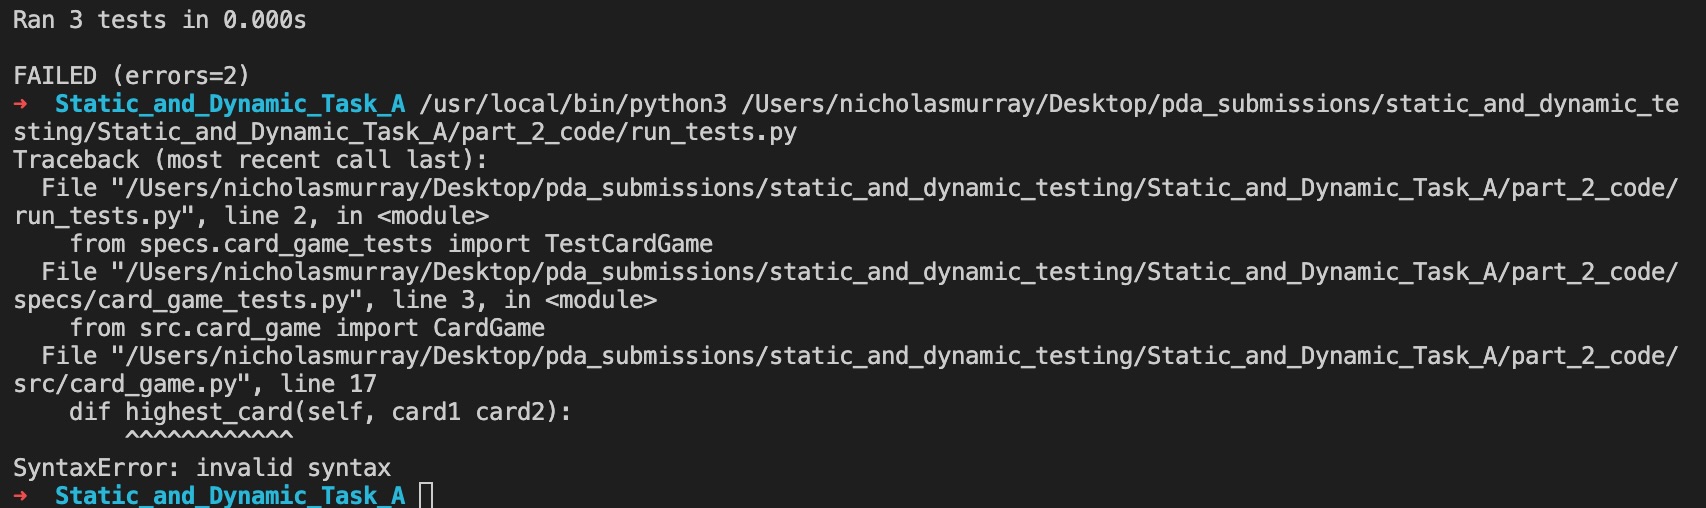 Ran 3 tests in 0.000s
FAILED (errors=2)
➜  Static_and_Dynamic_Task_A /usr/local/bin/python3 /Users/nicholasmurray/Desktop/pda_submissions/static_and_dynamic_te
sting/Static_and_Dynamic_Task_A/part_2_code/run_tests.py
Traceback (most recent call last):
  File "/Users/nicholasmurray/Desktop/pda_submissions/static_and_dynamic_testing/Static_and_Dynamic_Task_A/part_2_code/
run_tests.py", line 2, in <module>
    from specs.card_game_tests import TestCardGame
  File "/Users/nicholasmurray/Desktop/pda_submissions/static_and_dynamic_testing/Static_and_Dynamic_Task_A/part_2_code/
specs/card_game_tests.py", line 3, in <module>
    from src.card_game import CardGame
  File "/Users/nicholasmurray/Desktop/pda_submissions/static_and_dynamic_testing/Static_and_Dynamic_Task_A/part_2_code/
src/card_game.py", line 17
    dif highest_card(self, card1 card2):
        ^^^^^^^^^^^^
SyntaxError: invalid syntax
➜  Static_and_Dynamic_Task_A